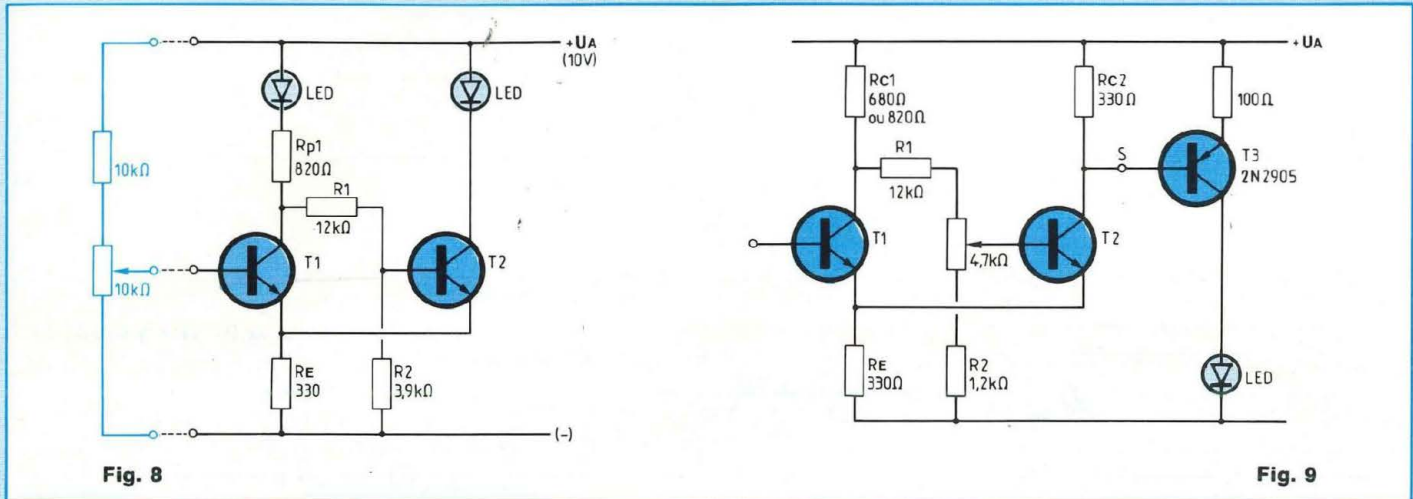 +UA
(10V)
LED
LED
Rp1
820Ω
10kΩ
R1
12kΩ
T1
T2
10kΩ
RE
330
R2
3,9kΩ
(-)
Fig. 8
+UA
RC1
680Ω
ou 820Ω
RC2
330Ω
100Ω
R1
12kΩ
S
T3
2N2905
T1
4,7kΩ
T2
RE
330Ω
R2
1,2kΩ
LED
Fig. 9